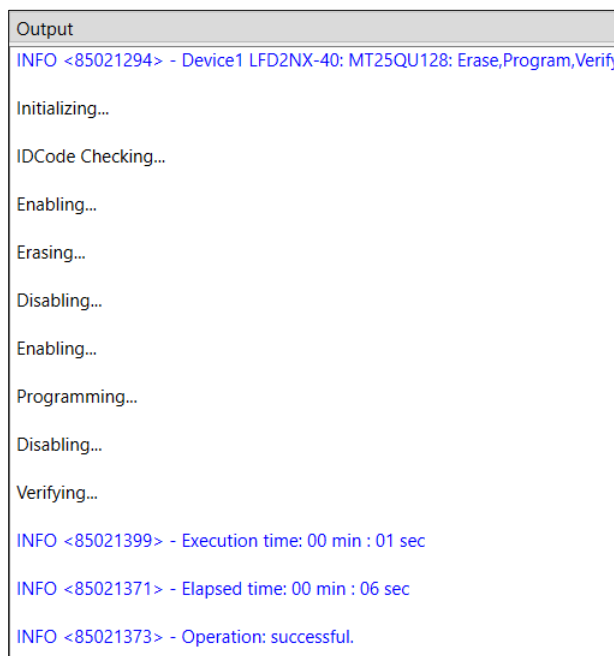 Output
INFO <85021294> - Device1 LFD2NX-40: MT25QU128: Erase,Program,Verify
Initializing...
IDCode Checking...
Enabling...
Erasing...
Disabling...
Enabling...
Programming...
Disabling...
Verifying...
INFO <85021399> - Execution time: 00 min : 01 sec
INFO <85021371> - Elapsed time: 00 min : 06 sec
INFO <85021373> - Operation: successful.